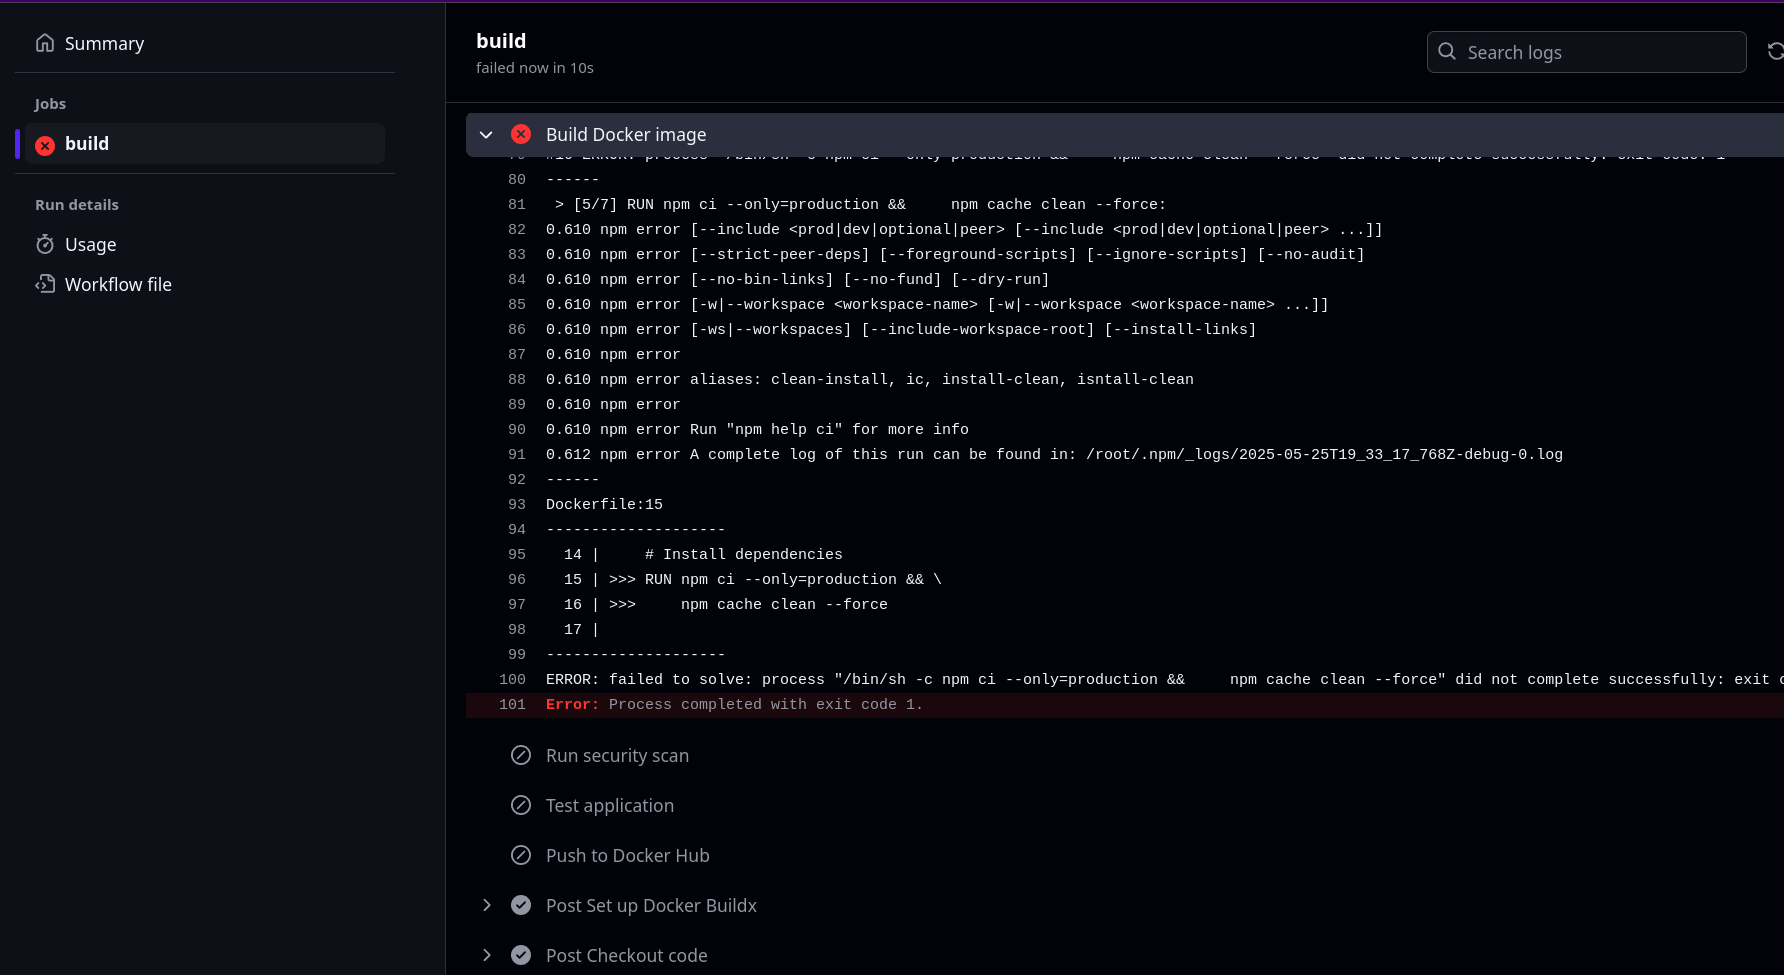 Summary
Jobs
build
Run details
Usage
Workflow file
build
failed now in 10s
Search logs
Build Docker image
80 ------
81  > [5/7] RUN npm ci --only=production &&     npm cache clean --force:
82 0.610 npm error [--include <prod|dev|optional|peer> [--include <prod|dev|optional|peer> ...]]
83 0.610 npm error [--strict-peer-deps] [--foreground-scripts] [--ignore-scripts] [--no-audit]
84 0.610 npm error [--no-bin-links] [--no-fund] [--dry-run]
85 0.610 npm error [-w|--workspace <workspace-name> [-w|--workspace <workspace-name> ...]]
86 0.610 npm error [-ws|--workspaces] [--include-workspace-root] [--install-links]
87 0.610 npm error
88 0.610 npm error aliases: clean-install, ic, install-clean, isntall-clean
89 0.610 npm error
90 0.610 npm error Run "npm help ci" for more info
91 0.612 npm error A complete log of this run can be found in: /root/.npm/_logs/2025-05-25T19_33_17_768Z-debug-0.log
92 ------
93 Dockerfile:15
94 --------------------
95   14 |     # Install dependencies
96   15 | >>> RUN npm ci --only=production && \
97   16 | >>>     npm cache clean --force
98   17 |
99 --------------------
100 ERROR: failed to solve: process "/bin/sh -c npm ci --only=production &&     npm cache clean --force" did not complete successfully: exit
101 Error: Process completed with exit code 1.
Run security scan
Test application
Push to Docker Hub
Post Set up Docker Buildx
Post Checkout code